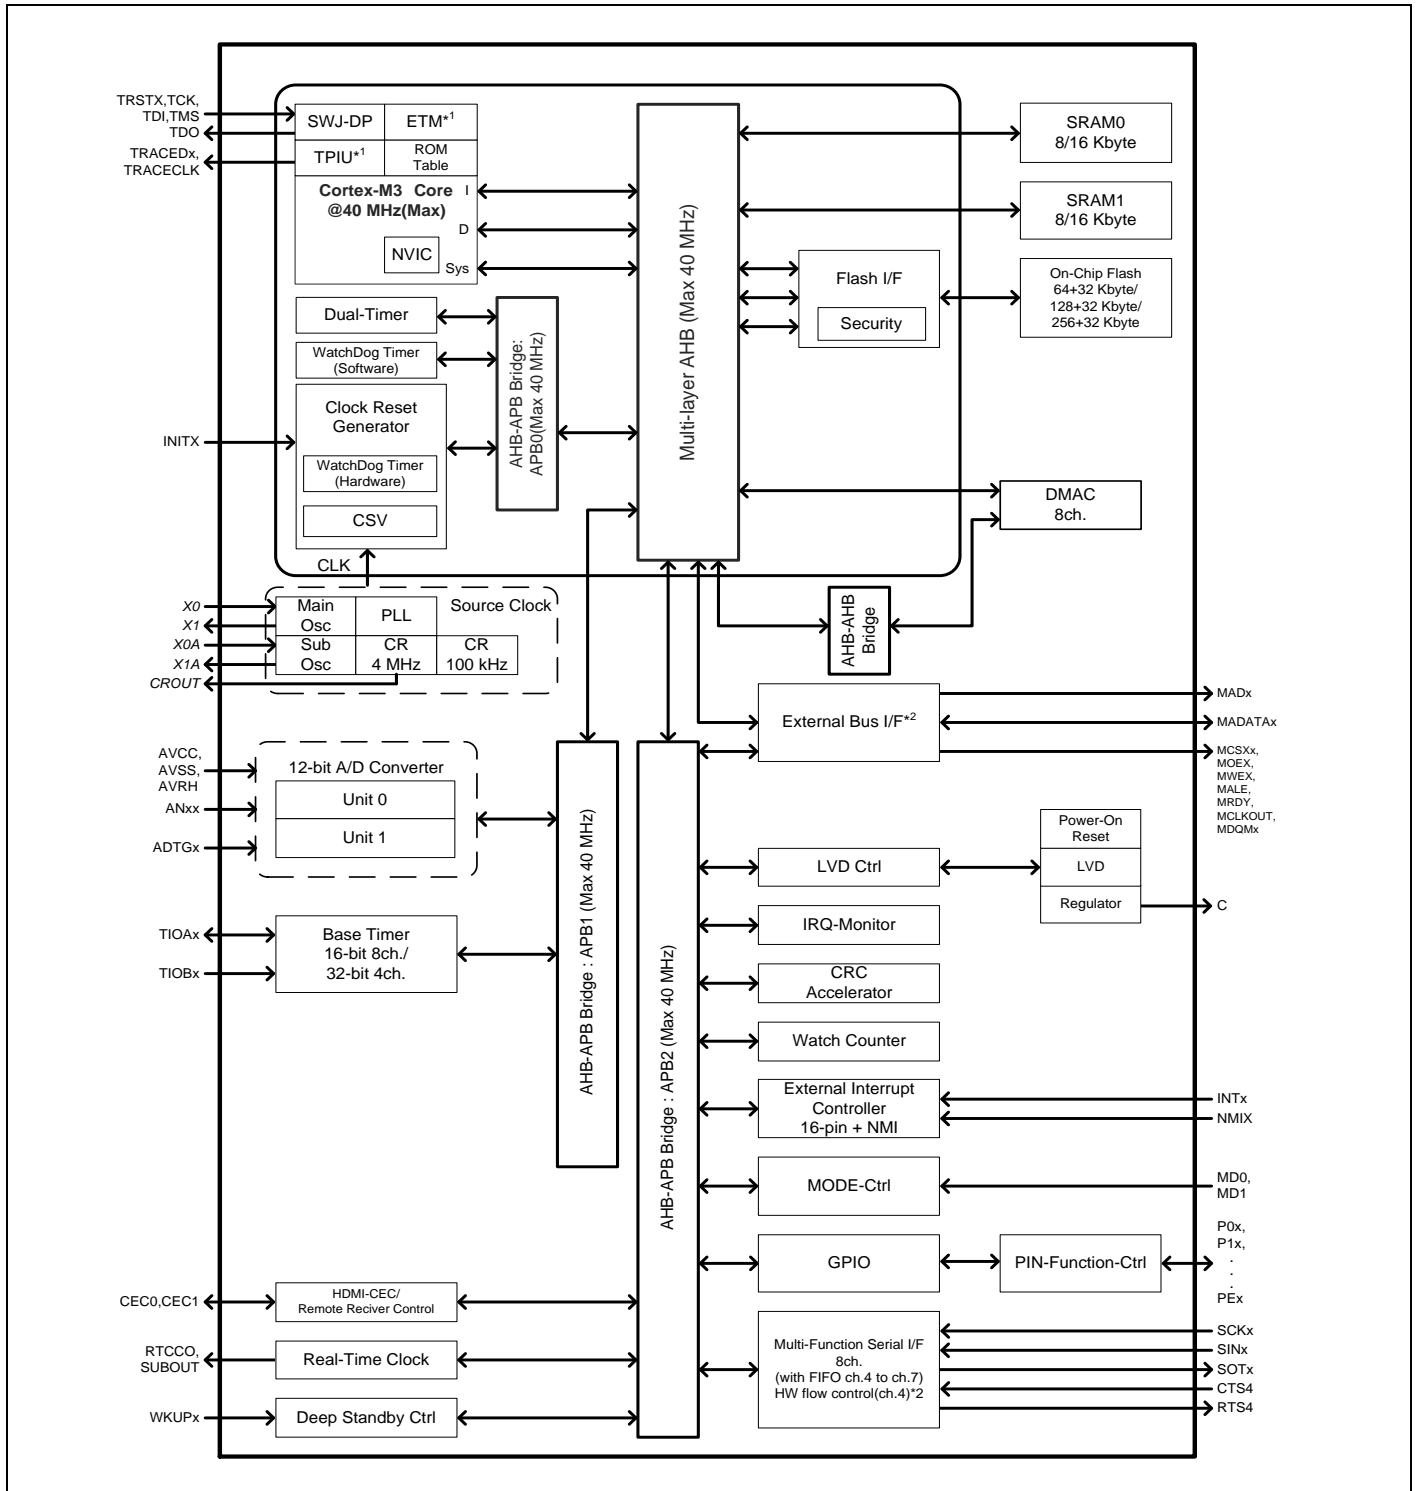 TRSTX,TCK,
TDI,TMS
TDO
TRACEDx,
TRACECLK
SWJ-DP
ETM*1
TPIU*1
ROM
Table
Cortex-M3 Core
@40 MHz(Max)
I
D
Sys
NVIC
Dual-Timer
WatchDog Timer
(Software)
Clock Reset
Generator
WatchDog Timer
(Hardware)
CSV
INITX
CLK
AHB-APB Bridge:
APB0(Max 40 MHz)
Multi-layer AHB (Max 40 MHz)
SRAM0
8/16 Kbyte
SRAM1
8/16 Kbyte
Flash I/F
Security
On-Chip Flash
64+32 Kbyte/
128+32 Kbyte/
256+32 Kbyte
DMAC
8ch.
AHB-AHB
Bridge
X0
X1
X0A
X1A
CROUT
Main
Osc
PLL
Source Clock
Sub
Osc
CR
4 MHz
CR
100 kHz
External Bus I/F*2
MADx
MADATAx
MCSXx,
MOEX,
MWEX,
MALE,
MRDY,
MCLKOUT,
MDQMx
AVCC,
AVSS,
AVRH
ANxx
ADTGx
12-bit A/D Converter
Unit 0
Unit 1
TIOAx
TIOBx
Base Timer
16-bit 8ch./
32-bit 4ch.
AHB-APB Bridge : APB1 (Max 40 MHz)
AHB-APB Bridge : APB2 (Max 40 MHz)
LVD Ctrl
Power-On
Reset
LVD
Regulator
C
IRQ-Monitor
CRC
Accelerator
Watch Counter
External Interrupt
Controller
16-pin + NMI
INTx
NMIX
MODE-Ctrl
MD0,
MD1
GPIO
PIN-Function-Ctrl
P0x,
P1x,
.
.
.
PEx
CEC0,CEC1
HDMI-CEC/
Remote Reciver Control
RTCCO,
SUBOUT
Real-Time Clock
WKUPx
Deep Standby Ctrl
Multi-Function Serial I/F
8ch.
(with FIFO ch.4 to ch.7)
HW flow control(ch.4)*2
SCKx
SINx
SOTx
CTS4
RTS4